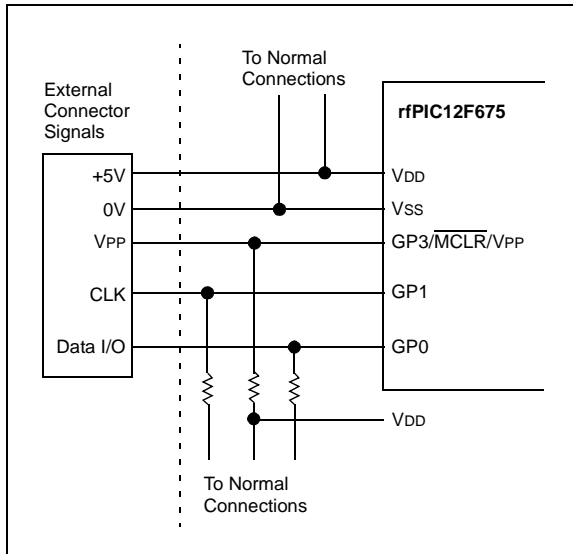 To Normal
Connections
External
Connector
Signals
rfPIC12F675
+5V
VDD
0V
VSS
VPP
GP3/MCLR/VPP
CLK
GP1
Data I/O
GP0
VDD
To Normal
Connections